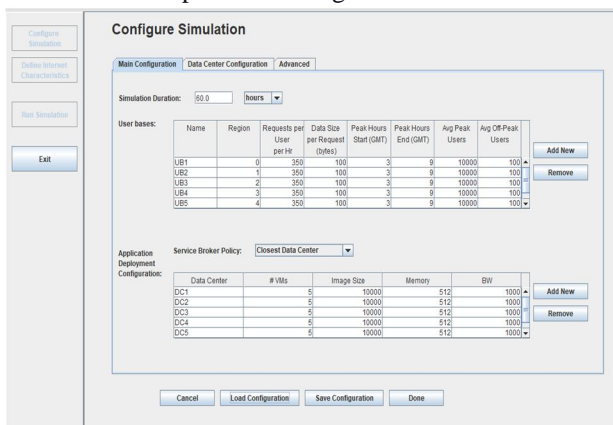 Configure Simulation
Configure
Simulation
Define Internet
Characteristics
Run Simulation
Exit
Main Configuration Data Center Configuration Advanced
Simulation Duration: 60.0 hours
User bases:
Name Region Requests per User per Hr Data Size per Request (bytes) Peak Hours Start (GMT) Peak Hours End (GMT) Avg Peak Users Avg Off-Peak Users
UB1 0 350 100 3 9 10000 100
UB2 1 350 100 3 9 10000 100
UB3 2 350 100 3 9 10000 100
UB4 3 350 100 3 9 10000 100
UB5 4 350 100 3 9 10000 100
Add New
Remove
Application
Deployment
Configuration:
Service Broker Policy: Closest Data Center
Data Center # VMs Image Size Memory BW
DC1 5 10000 512 1000
DC2 5 10000 512 1000
DC3 5 10000 512 1000
DC4 5 10000 512 1000
DC5 5 10000 512 1000
Add New
Remove
Cancel Load Configuration Save Configuration Done